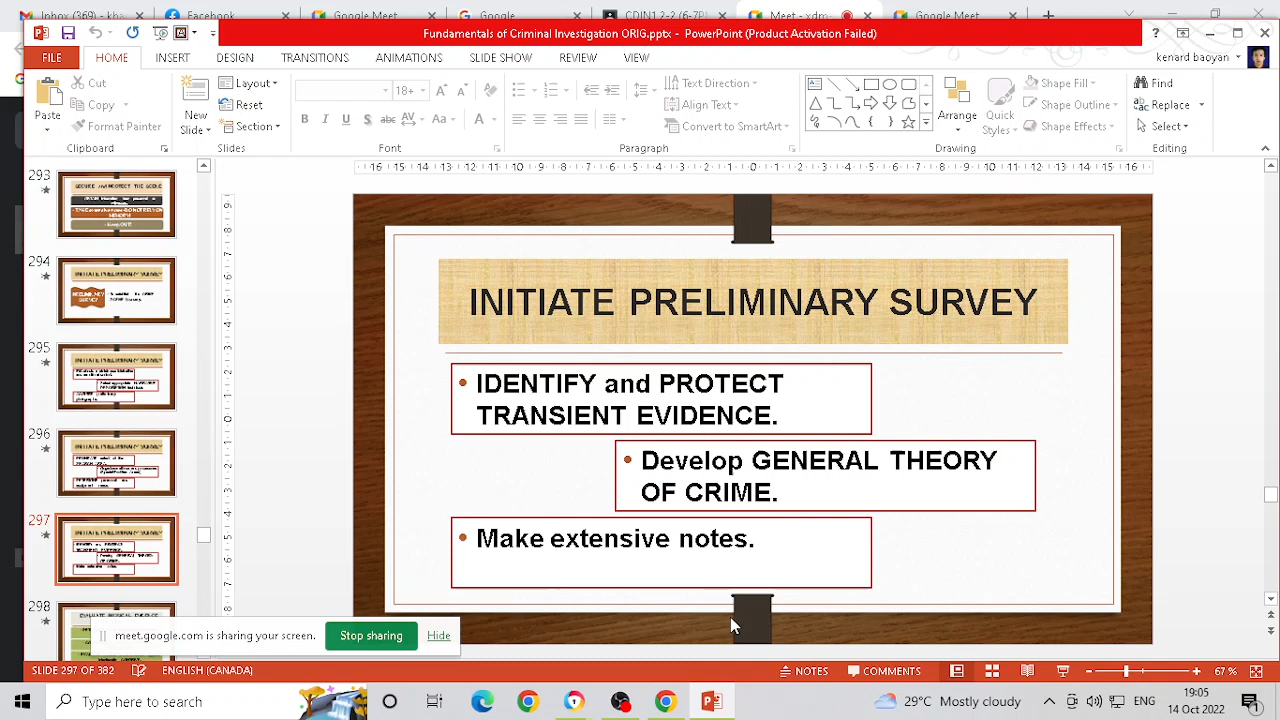 Meet - xdm
Google Meet
Fundamentals of Criminal Investigation ORIG.pptx - PowerPoint (Product Activation Failed)
FILE HOME INSERT DESIGN TRANSITIONS ANIMATIONS SLIDE SHOW REVIEW VIEW kenard baoyan
Paste Cut Copy Format Painter
New Slide Layout Reset Section
18+
Text Direction Align Text Convert to SmartArt
Arrange Quick Styles
Shape Fill Shape Outline Shape Effects
Find Replace Select
Clipboard Slides Font Paragraph Drawing Editing
293
294
295
296
297
298
INITIATE PRELIMINARY SURVEY
• IDENTIFY and PROTECT
TRANSIENT EVIDENCE.
• Develop GENERAL THEORY
OF CRIME.
• Make extensive notes.
meet.google.com is sharing your screen. Stop sharing Hide
SLIDE 297 OF 382 ENGLISH (CANADA) NOTES COMMENTS 67 %
Type here to search 29°C Mostly cloudy ENG 19:05
14 Oct 2022